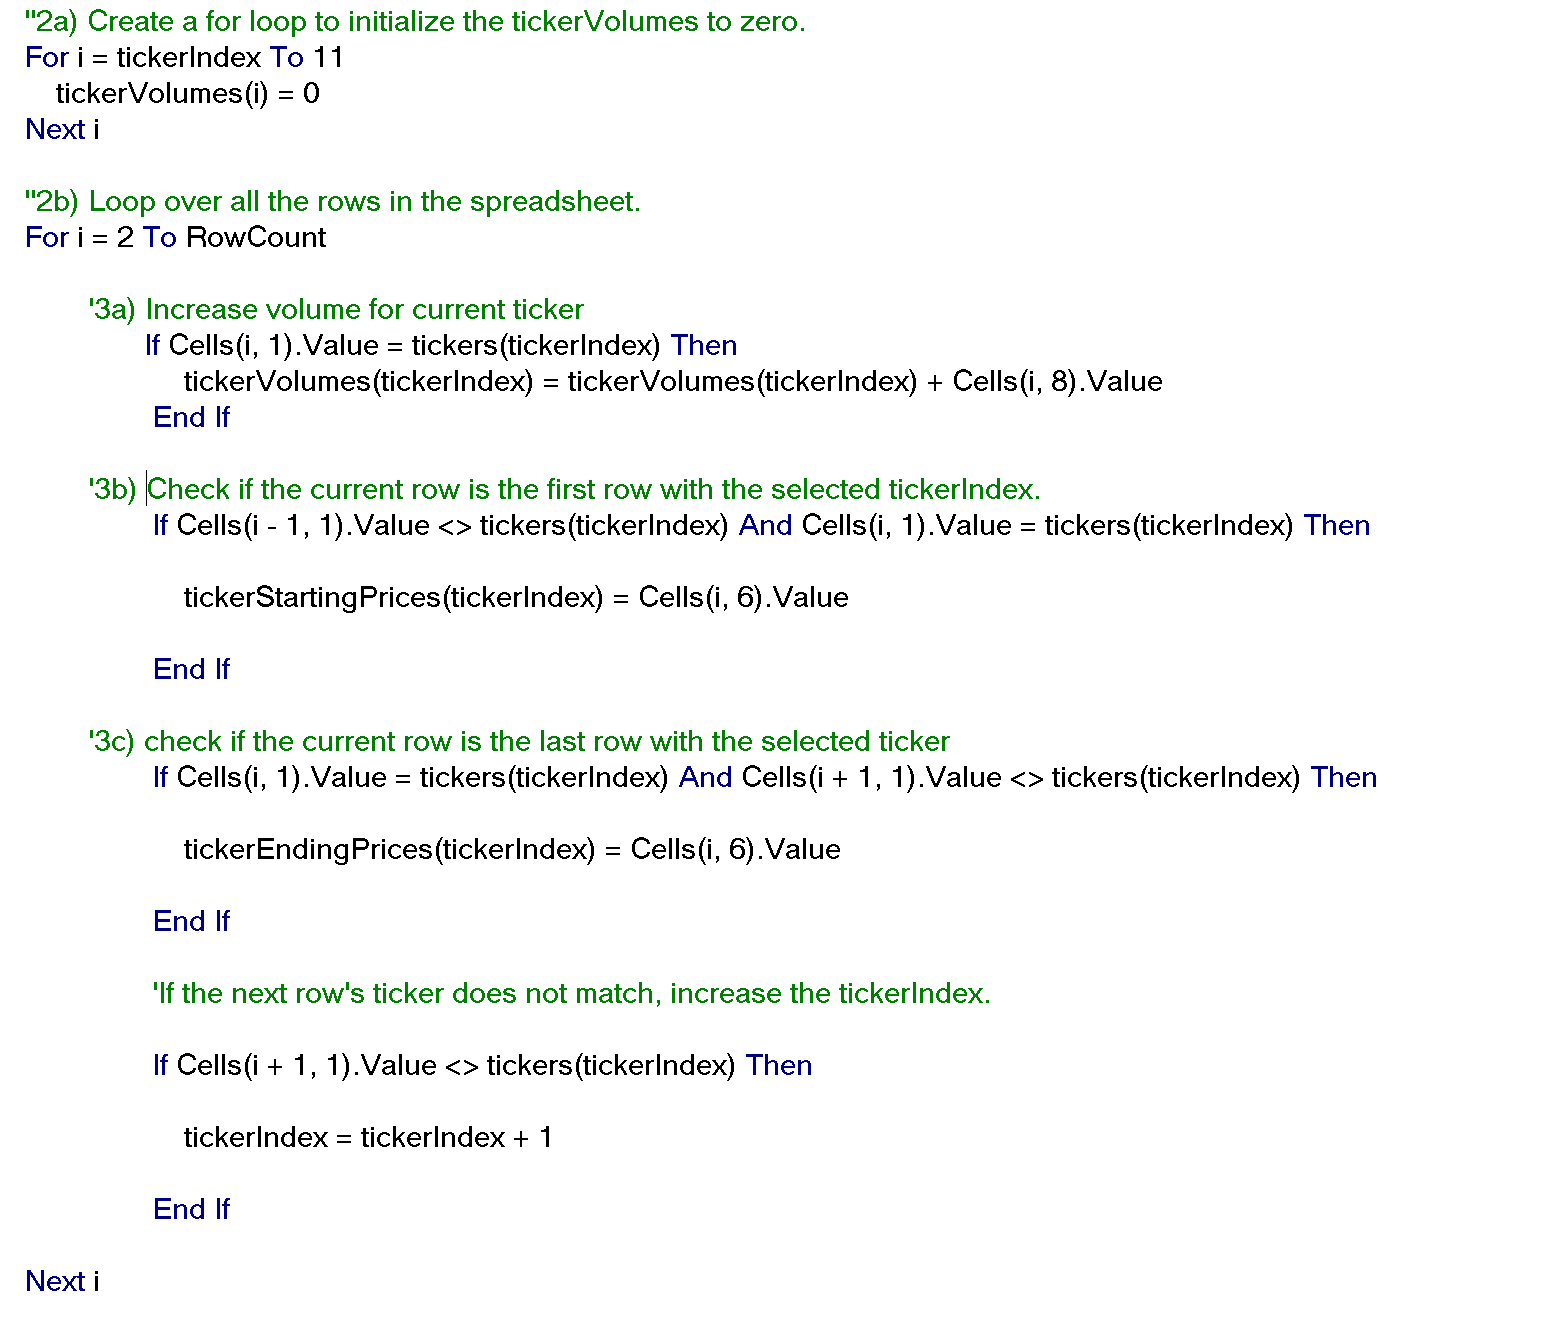 ''2a) Create a for loop to initialize the tickerVolumes to zero.
For i = tickerIndex To 11
tickerVolumes(i) = 0
Next i
''2b) Loop over all the rows in the spreadsheet.
For i = 2 To RowCount
'3a) Increase volume for current ticker
If Cells(i, 1).Value = tickers(tickerIndex) Then
tickerVolumes(tickerIndex) = tickerVolumes(tickerIndex) + Cells(i, 8).Value
End If
'3b) Check if the current row is the first row with the selected tickerIndex.
If Cells(i - 1, 1).Value <> tickers(tickerIndex) And Cells(i, 1).Value = tickers(tickerIndex) Then
tickerStartingPrices(tickerIndex) = Cells(i, 6).Value
End If
'3c) check if the current row is the last row with the selected ticker
If Cells(i, 1).Value = tickers(tickerIndex) And Cells(i + 1, 1).Value <> tickers(tickerIndex) Then
tickerEndingPrices(tickerIndex) = Cells(i, 6).Value
End If
'If the next row's ticker does not match, increase the tickerIndex.
If Cells(i + 1, 1).Value <> tickers(tickerIndex) Then
tickerIndex = tickerIndex + 1
End If
Next i